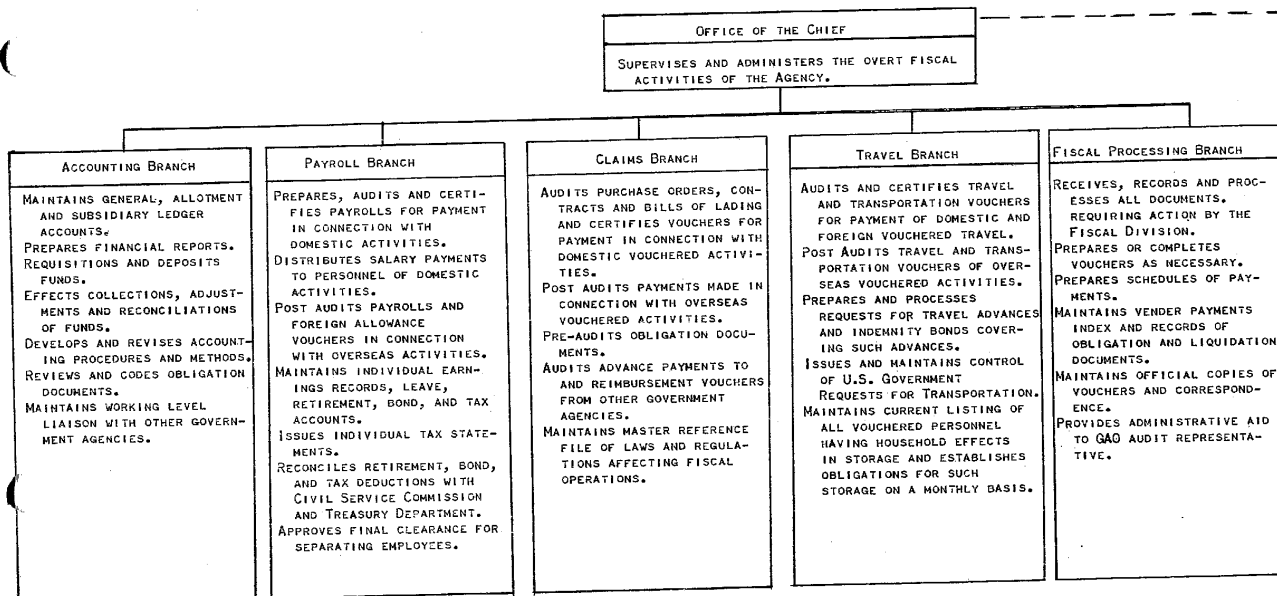 OFFICE OF THE CHIEF
SUPERVISES AND ADMINISTERS THE OVERT FISCAL
ACTIVITIES OF THE AGENCY.
ACCOUNTING BRANCH
MAINTAINS GENERAL, ALLOTMENT
AND SUBSIDIARY LEDGER
ACCOUNTS.
PREPARES FINANCIAL REPORTS.
REQUISITIONS AND DEPOSITS
FUNDS.
EFFECTS COLLECTIONS, ADJUST-
MENTS AND RECONCILIATIONS
OF FUNDS.
DEVELOPS AND REVISES ACCOUNT-
ING PROCEDURES AND METHODS.
REVIEWS AND CODES OBLIGATION
DOCUMENTS.
MAINTAINS WORKING LEVEL
LIAISON WITH OTHER GOVERN-
MENT AGENCIES.
PAYROLL BRANCH
PREPARES, AUDITS AND CERTI-
FIES PAYROLLS FOR PAYMENT
IN CONNECTION WITH
DOMESTIC ACTIVITIES.
DISTRIBUTES SALARY PAYMENTS
TO PERSONNEL OF DOMESTIC
ACTIVITIES.
POST AUDITS PAYROLLS AND
FOREIGN ALLOWANCE
VOUCHERS IN CONNECTION
WITH OVERSEAS ACTIVITIES.
MAINTAINS INDIVIDUAL EARN-
INGS RECORDS, LEAVE,
RETIREMENT, BOND, AND TAX
ACCOUNTS.
ISSUES INDIVIDUAL TAX STATE-
MENTS.
RECONCILES RETIREMENT, BOND,
AND TAX DEDUCTIONS WITH
CIVIL SERVICE COMMISSION
AND TREASURY DEPARTMENT.
APPROVES FINAL CLEARANCE FOR
SEPARATING EMPLOYEES.
CLAIMS BRANCH
AUDITS PURCHASE ORDERS, CON-
TRACTS AND BILLS OF LADING
AND CERTIFIES VOUCHERS FOR
PAYMENT IN CONNECTION WITH
DOMESTIC VOUCHERED ACTIVI-
TIES.
POST AUDITS PAYMENTS MADE IN
CONNECTION WITH OVERSEAS
VOUCHERED ACTIVITIES.
PRE-AUDITS OBLIGATION DOCU-
MENTS.
AUDITS ADVANCE PAYMENTS TO
AND REIMBURSEMENT VOUCHERS
FROM OTHER GOVERNMENT
AGENCIES.
MAINTAINS MASTER REFERENCE
FILE OF LAWS AND REGULA-
TIONS AFFECTING FISCAL
OPERATIONS.
TRAVEL BRANCH
AUDITS AND CERTIFIES TRAVEL
AND TRANSPORTATION VOUCHERS
FOR PAYMENT OF DOMESTIC AND
FOREIGN VOUCHERED TRAVEL.
POST AUDITS TRAVEL AND TRANS-
PORTATION VOUCHERS OF OVER-
SEAS VOUCHERED ACTIVITIES.
PREPARES AND PROCESSES
REQUESTS FOR TRAVEL ADVANCES
AND INDEMNITY BONDS COVER-
ING SUCH ADVANCES.
ISSUES AND MAINTAINS CONTROL
OF U.S. GOVERNMENT
REQUESTS FOR TRANSPORTATION.
MAINTAINS CURRENT LISTING OF
ALL VOUCHERED PERSONNEL
HAVING HOUSEHOLD EFFECTS
IN STORAGE AND ESTABLISHES
OBLIGATIONS FOR SUCH
STORAGE ON A MONTHLY BASIS.
FISCAL PROCESSING BRANCH
RECEIVES, RECORDS AND PROC-
ESSES ALL DOCUMENTS.
REQUIRING ACTION BY THE
FISCAL DIVISION.
PREPARES OR COMPLETES
VOUCHERS AS NECESSARY.
PREPARES SCHEDULES OF PAY-
MENTS.
MAINTAINS VENDER PAYMENTS
INDEX AND RECORDS OF
OBLIGATION AND LIQUIDATION
DOCUMENTS.
MAINTAINS OFFICIAL COPIES OF
VOUCHERS AND CORRESPOND-
ENCE.
PROVIDES ADMINISTRATIVE AID
TO GAO AUDIT REPRESENTA-
TIVE.